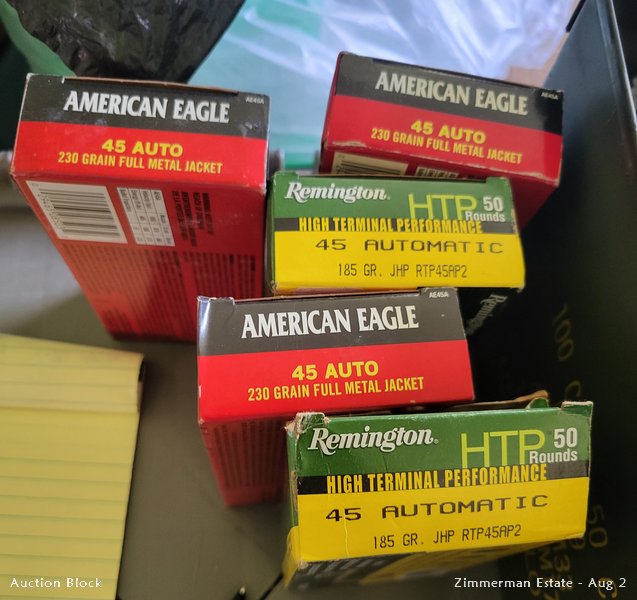 AMERICAN EAGLE
AE45A
45 AUTO
230 GRAIN FULL METAL JACKET
AMERICAN EAGLE
AE45A
45 AUTO
230 GRAIN FULL METAL JACKET
Remington®
HTP 50
Rounds
HIGH TERMINAL PERFORMANCE
45 AUTOMATIC
185 GR. JHP RTP45AP2
Remington
AMERICAN EAGLE
AE45A
45 AUTO
230 GRAIN FULL METAL JACKET
Remington®
HTP 50
Rounds
HIGH TERMINAL PERFORMANCE
45 AUTOMATIC
185 GR. JHP RTP45AP2
100
50
Auction Block
Zimmerman Estate - Aug 2